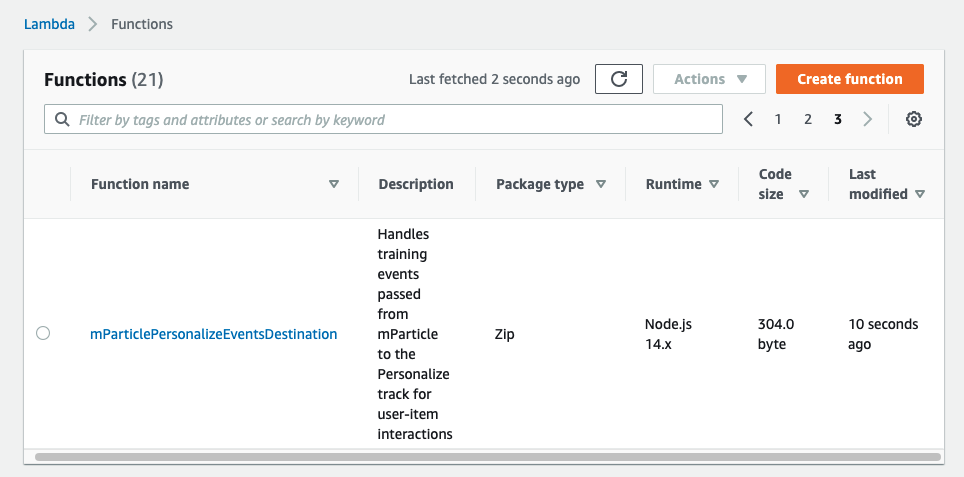 Lambda > Functions
Functions (21)
Last fetched 2 seconds ago
Actions
Create function
Filter by tags and attributes or search by keyword
1 2 3
Function name
Description
Package type
Runtime
Code
size
Last
modified
mParticlePersonalizeEventsDestination
Handles
training
events
passed
from
mParticle
to the
Personalize
track for
user-item
interactions
Zip
Node.js
14.x
304.0
byte
10 seconds
ago